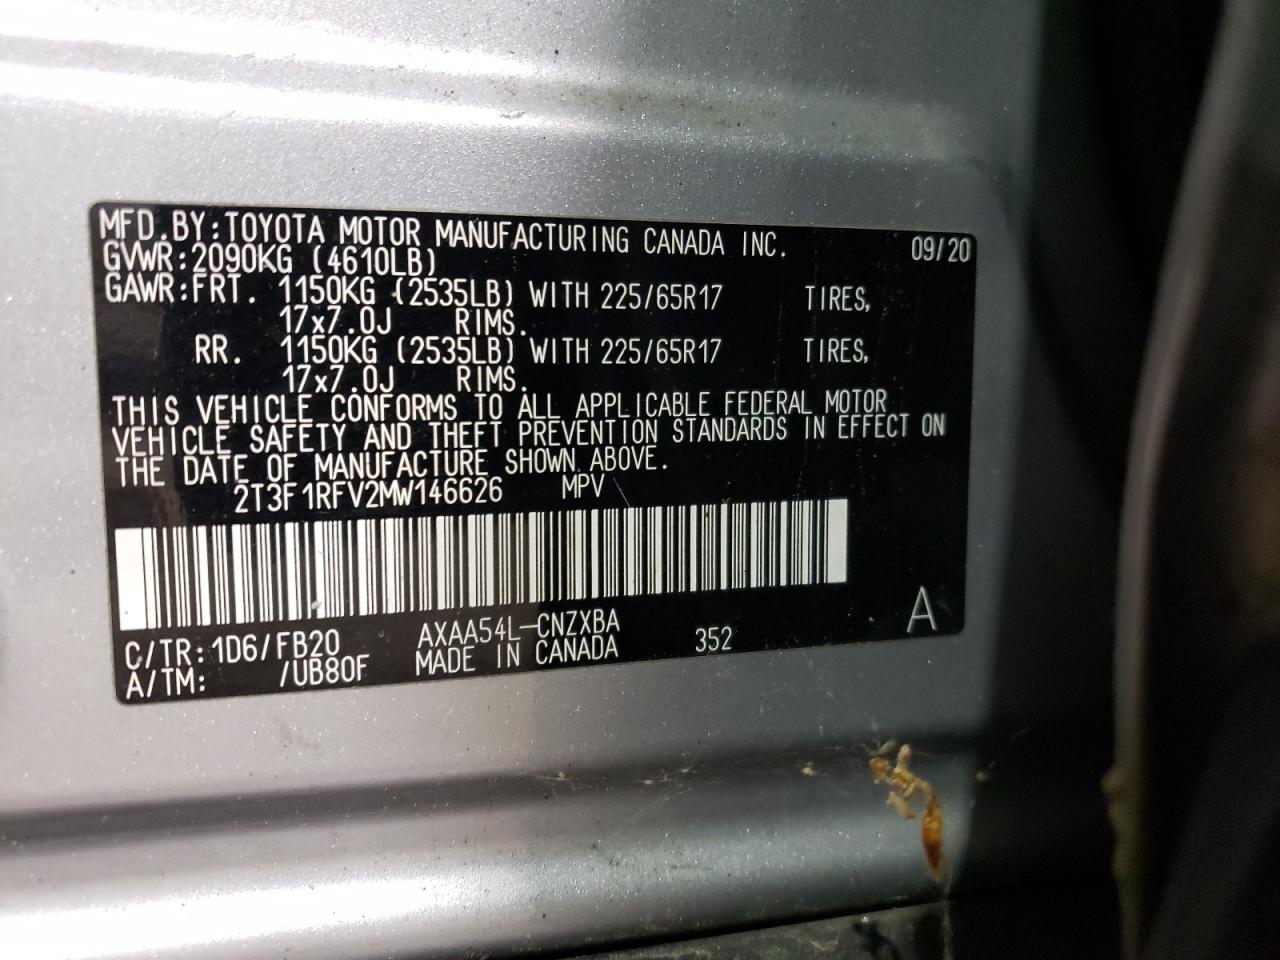 MFD. BY: TOYOTA MOTOR MANUFACTURING CANADA INC. 09/20
GVWR: 2090KG (4610LB)
GAWR: FRT. 1150KG (2535LB) WITH 225/65R17 TIRES,
17x7.0J RIMS.
RR. 1150KG (2535LB) WITH 225/65R17 TIRES,
17x7.0J RIMS.
THIS VEHICLE CONFORMS TO ALL APPLICABLE FEDERAL MOTOR
VEHICLE SAFETY AND THEFT PREVENTION STANDARDS IN EFFECT ON
THE DATE OF MANUFACTURE SHOWN ABOVE.
2T3F1RFV2MW146626 MPV
C/TR: 1D6/FB20 AXAA54L-CNZXBA 352 A
A/TM: /UB80F MADE IN CANADA